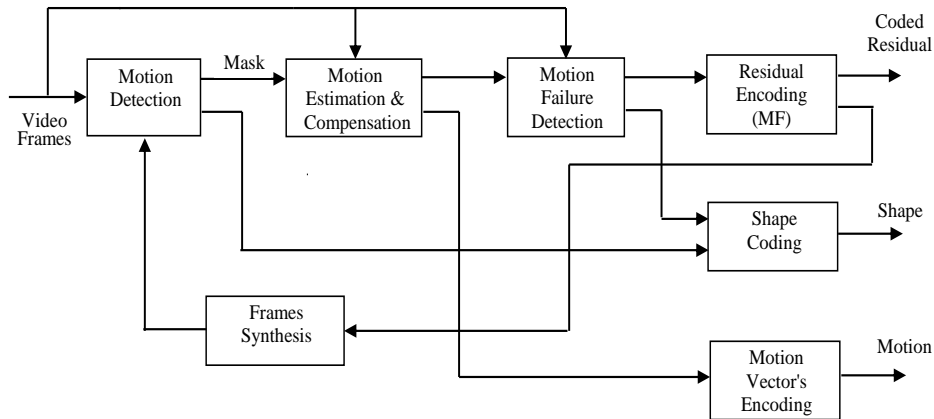 Coded
Residual
Mask
Motion
Detection
Motion
Estimation &
Compensation
Motion
Failure
Detection
Residual
Encoding
(MF)
Video
Frames
Shape
Coding
Shape
Frames
Synthesis
Motion
Vector's
Encoding
Motion